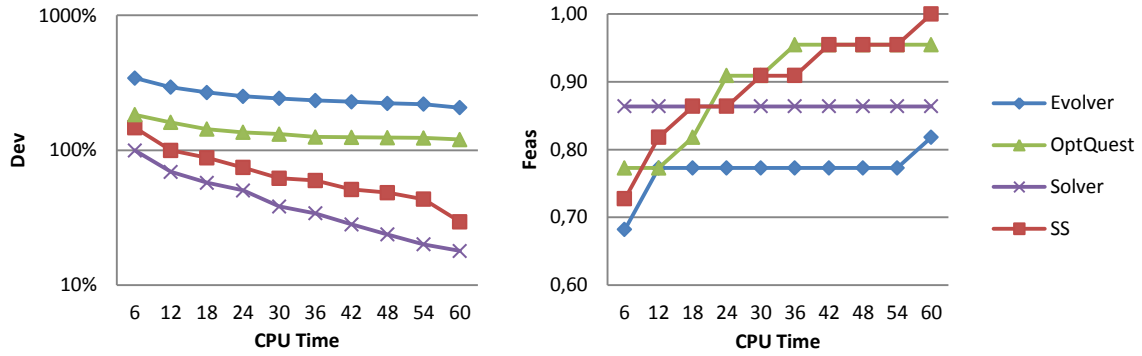 1000%
100%
10%
Dev
6 12 18 24 30 36 42 48 54 60
CPU Time
1,00
0,90
0,80
0,70
0,60
Feas
6 12 18 24 30 36 42 48 54 60
CPU Time
Evolver
OptQuest
Solver
SS